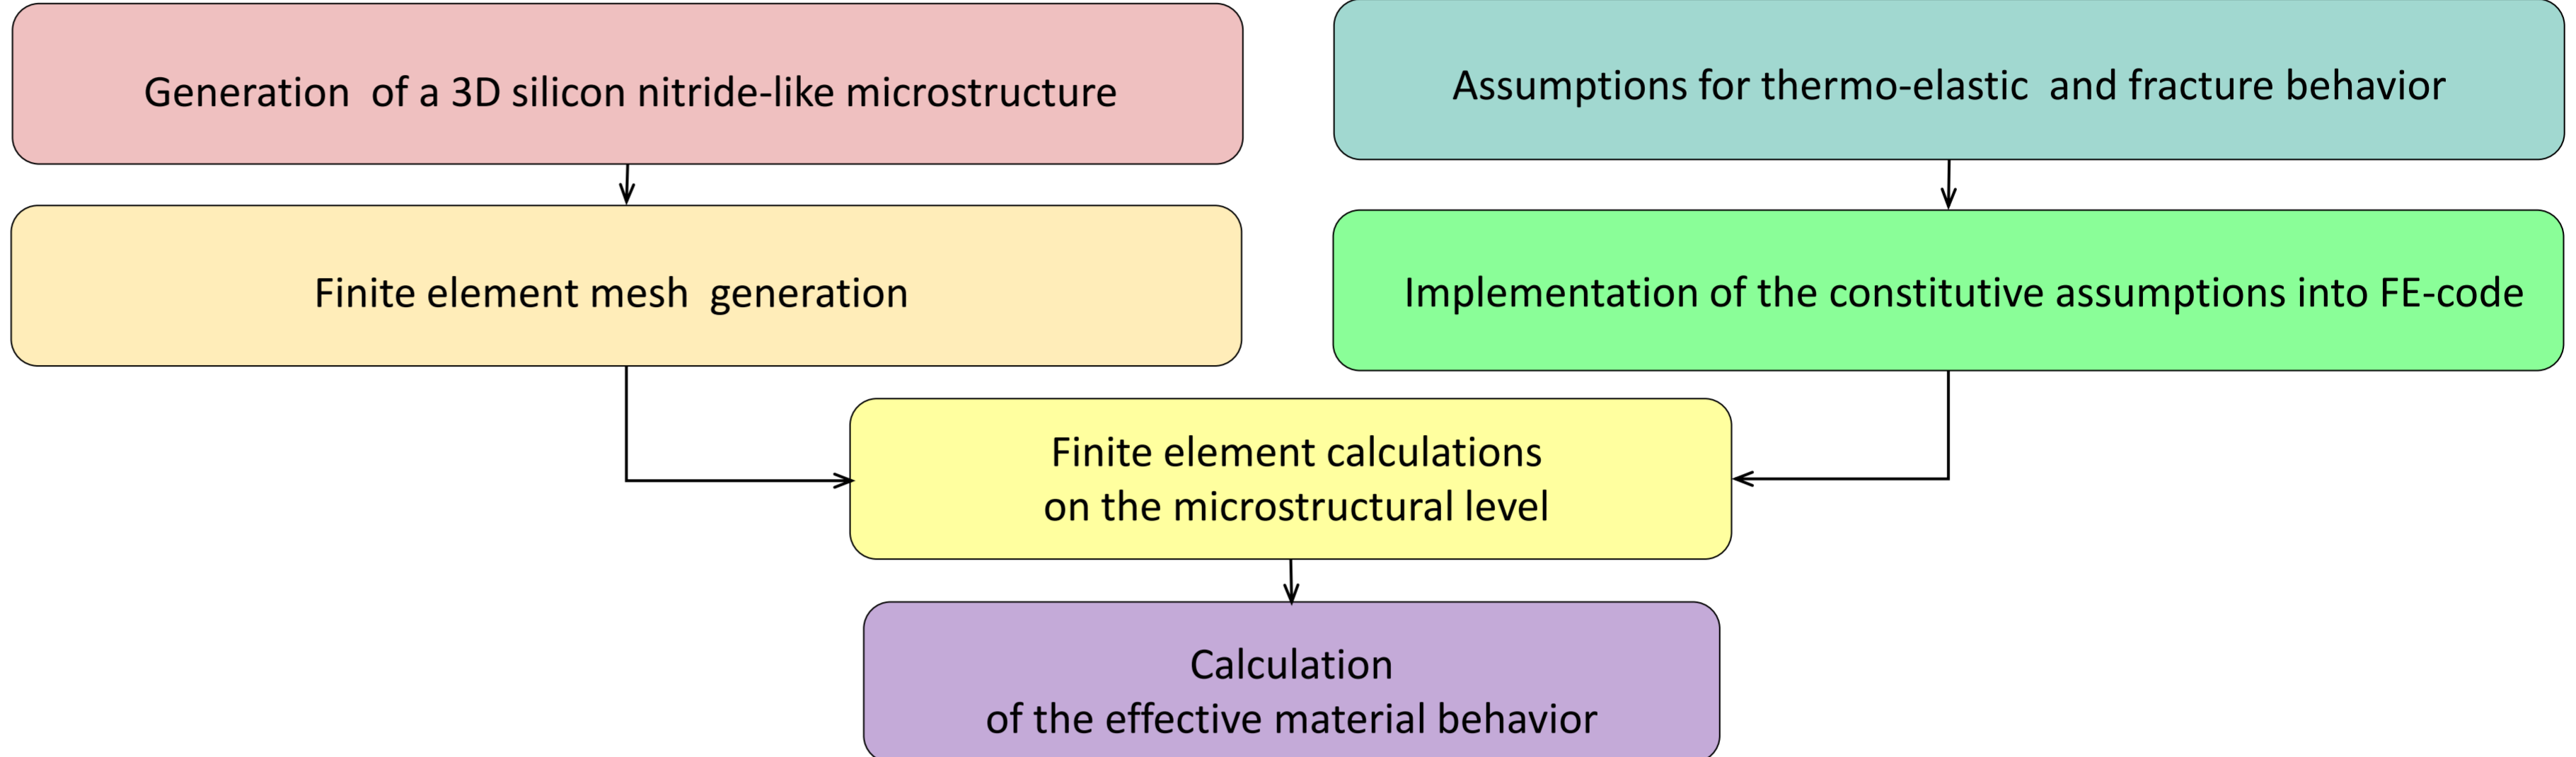 Generation of a 3D silicon nitride-like microstructure
Assumptions for thermo-elastic and fracture behavior
Finite element mesh generation
Implementation of the constitutive assumptions into FE-code
Finite element calculations
on the microstructural level
Calculation
of the effective material behavior